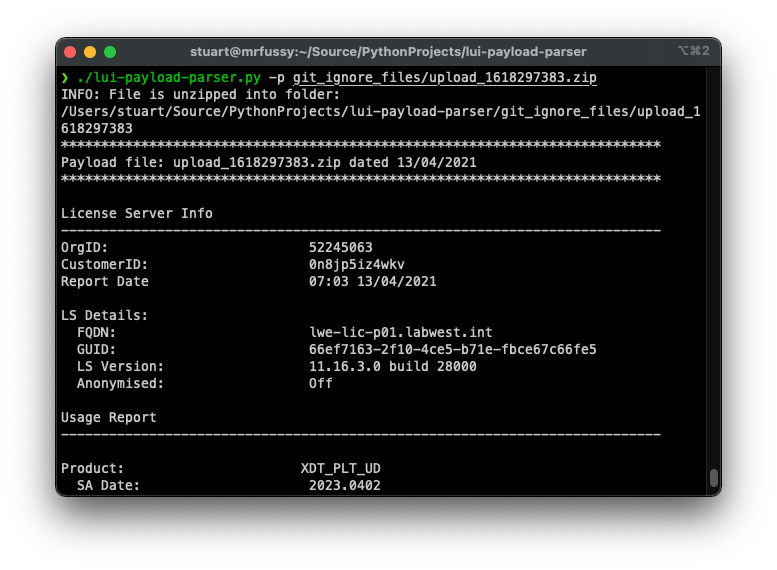 stuart@mrfussy:~/Source/PythonProjects/lui-payload-parser
⌥⌘2
❯ ./lui-payload-parser.py -p git_ignore_files/upload_1618297383.zip
INFO: File is unzipped into folder:
/Users/stuart/Source/PythonProjects/lui-payload-parser/git_ignore_files/upload_1
618297383
***************************************************************************
Payload file: upload_1618297383.zip dated 13/04/2021
***************************************************************************
License Server Info
---------------------------------------------------------------------------
OrgID: 52245063
CustomerID: 0n8jp5iz4wkv
Report Date 07:03 13/04/2021
LS Details:
FQDN: lwe-lic-p01.labwest.int
GUID: 66ef7163-2f10-4ce5-b71e-fbce67c66fe5
LS Version: 11.16.3.0 build 28000
Anonymised: Off
Usage Report
---------------------------------------------------------------------------
Product: XDT_PLT_UD
SA Date: 2023.0402